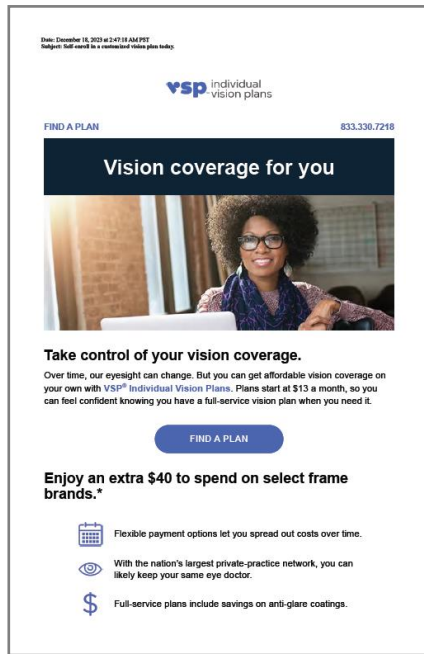 Date: December 18, 2023 at 2:47:18 AM PST
Subject: Self-enroll in a customized vision plan today.
vsp individual
vision plans
FIND A PLAN
833.330.7218
Vision coverage for you
Take control of your vision coverage.
Over time, our eyesight can change. But you can get affordable vision coverage on
your own with VSP® Individual Vision Plans. Plans start at $13 a month, so you
can feel confident knowing you have a full-service vision plan when you need it.
FIND A PLAN
Enjoy an extra $40 to spend on select frame
brands.*
Flexible payment options let you spread out costs over time.
With the nation's largest private-practice network, you can
likely keep your same eye doctor.
$ Full-service plans include savings on anti-glare coatings.